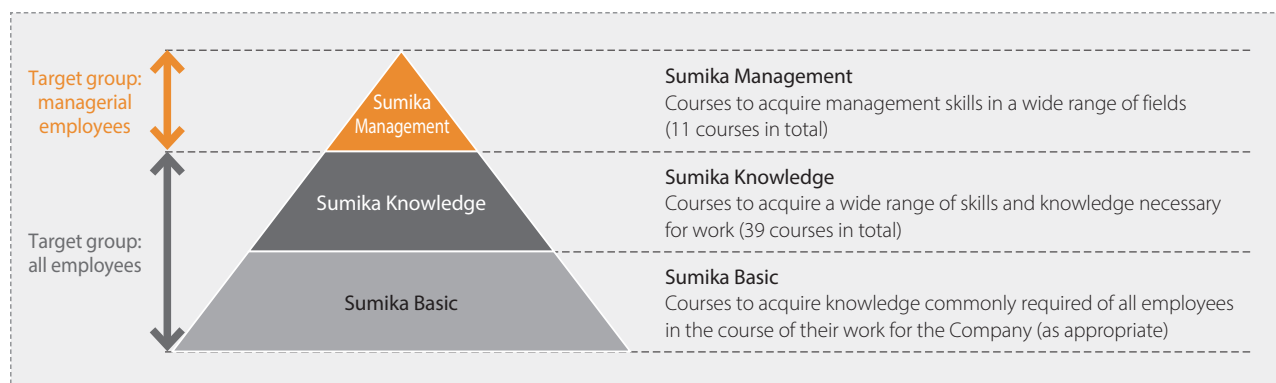 Target group:
managerial
employees
Sumika
Management
Sumika Management
Courses to acquire management skills in a wide range of fields
(11 courses in total)
Target group:
all employees
Sumika Knowledge
Sumika Knowledge
Courses to acquire a wide range of skills and knowledge necessary
for work (39 courses in total)
Sumika Basic
Sumika Basic
Courses to acquire knowledge commonly required of all employees
in the course of their work for the Company (as appropriate)